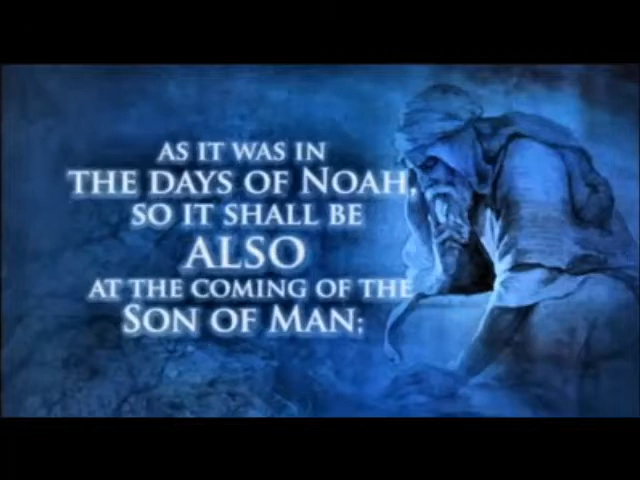 AS IT WAS IN
THE DAYS OF NOAH,
SO IT SHALL BE
ALSO
AT THE COMING OF THE
SON OF MAN: